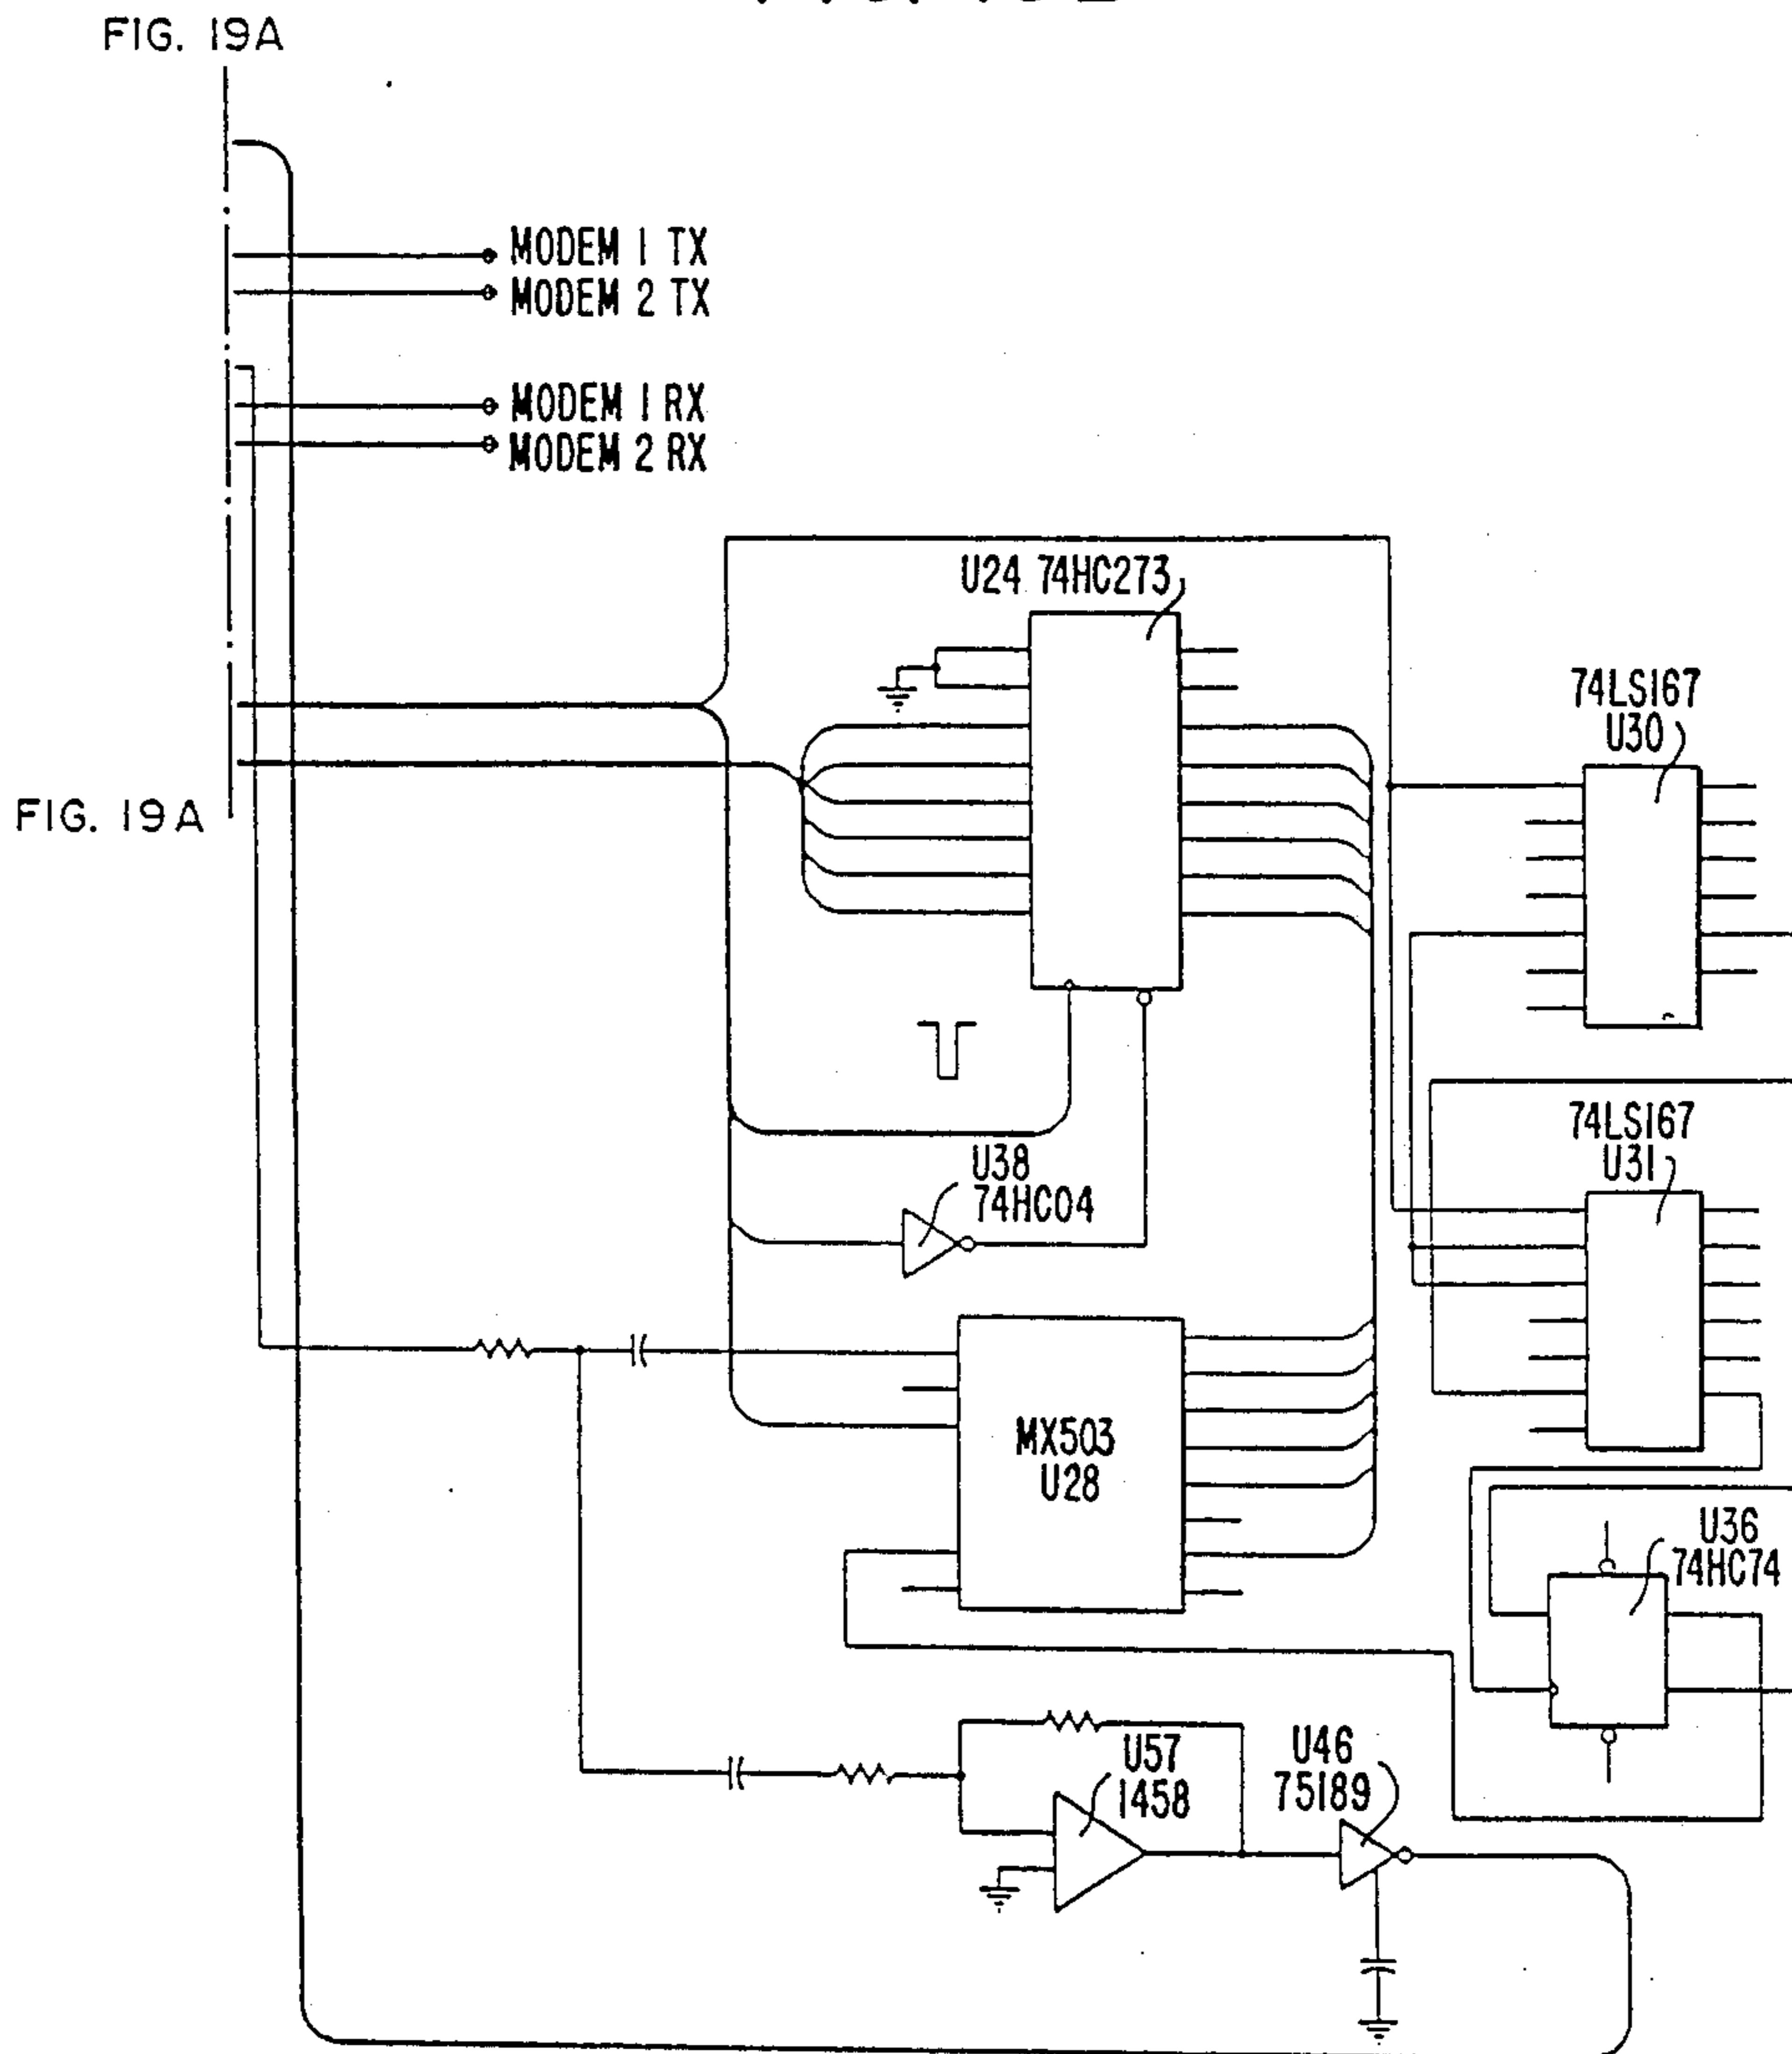 FIG. 19A
MODEM 1 TX
MODEM 2 TX
MODEM 1 RX
MODEM 2 RX
U24 74HC273
74LS167
U30
FIG. 19A
74LS167
U31
U38
74HC04
MX503
U28
U36
74HC74
U57
1458
U46
75189